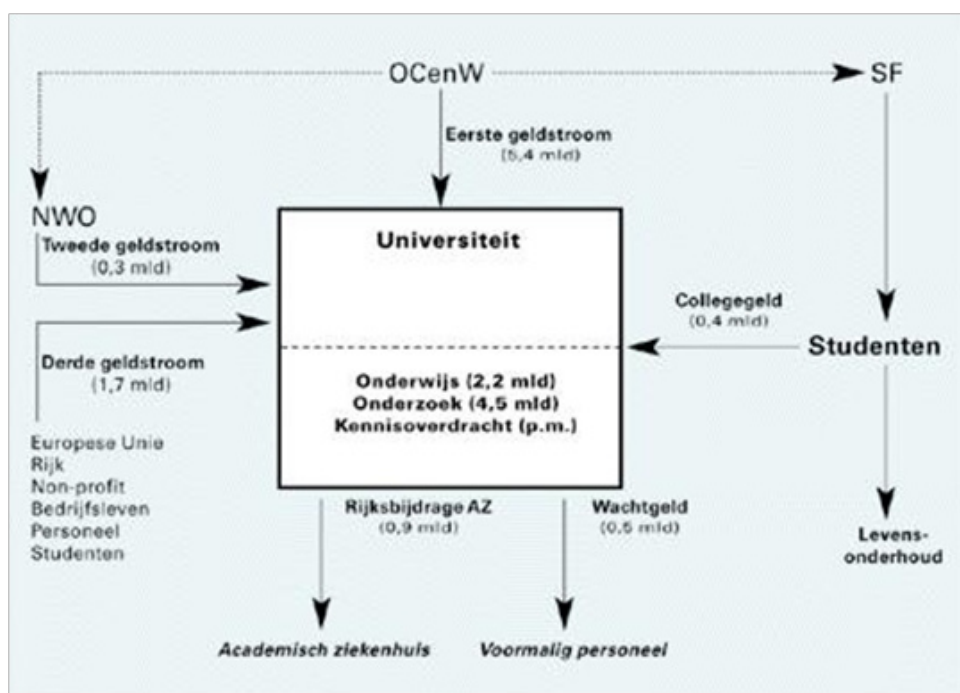 OCenW
SF
Eerste geldstroom
(5,4 mld)
NWO
Tweede geldstroom
(0,3 mld)
Universiteit
Collegegeld
(0,4 mld)
Studenten
Derde geldstroom
(1,7 mld)
Onderwijs (2,2 mld)
Onderzoek (4,5 mld)
Kennisoverdracht (p.m.)
Europese Unie
Rijk
Non-profit
Bedrijfsleven
Personeel
Studenten
Rijksbijdrage AZ
(0,9 mld)
Wachtgeld
(0,5 mld)
Levens-
onderhoud
Academisch ziekenhuis
Voormalig personeel